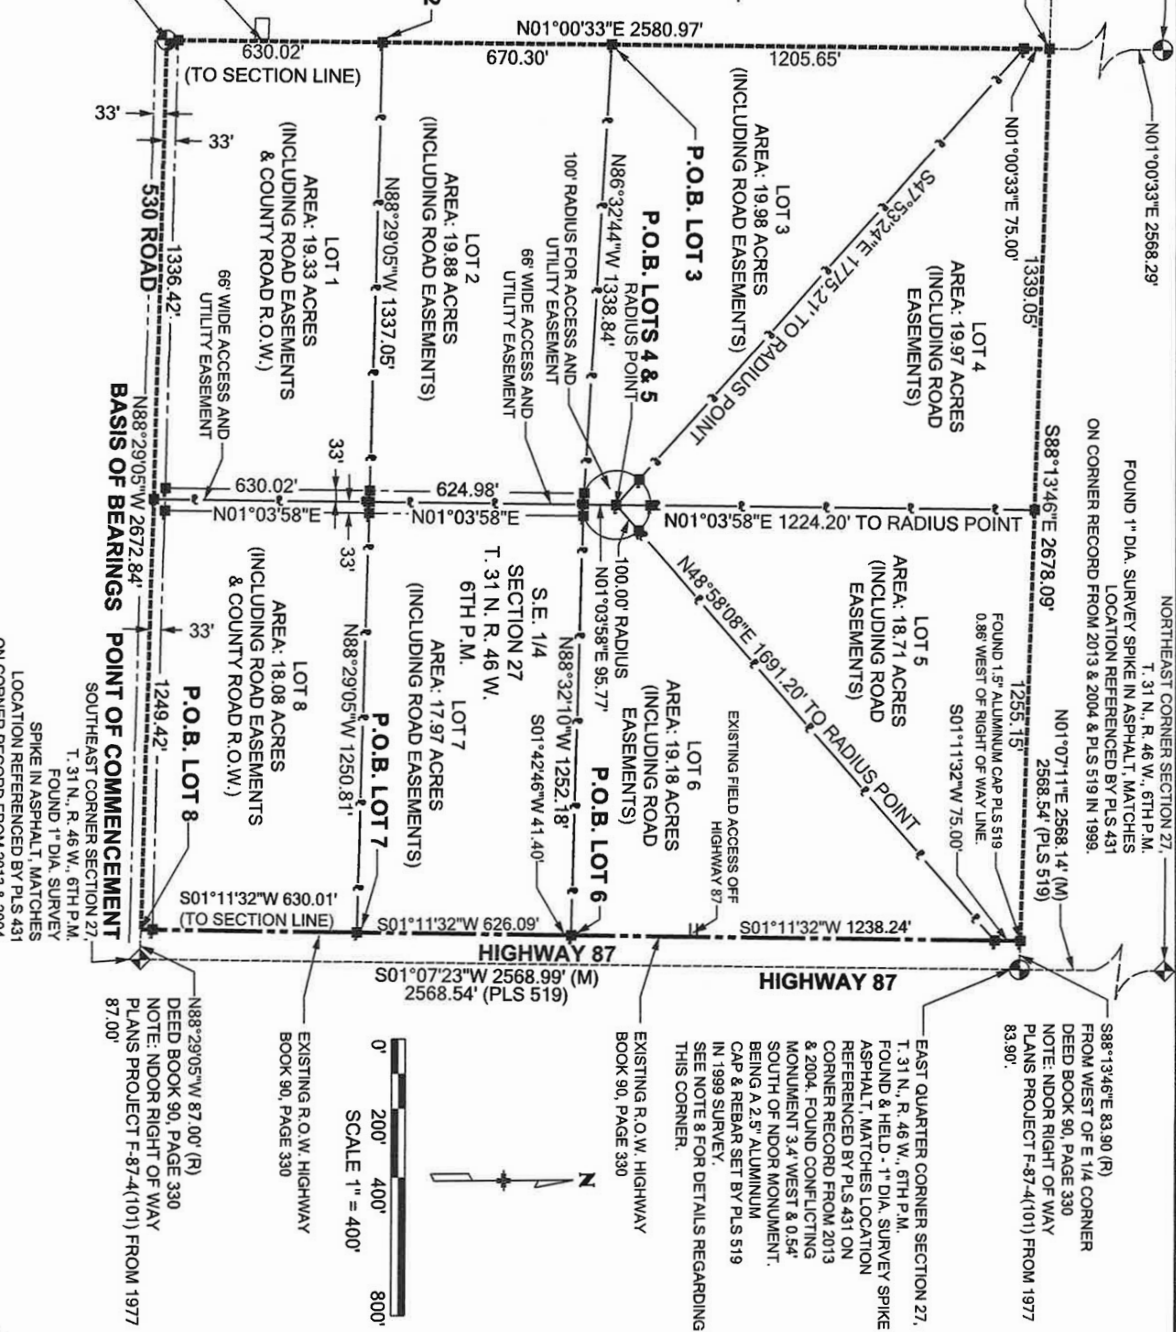 N01°00'33"E 2568.29'
NORTHEAST CORNER SECTION 27,
T. 31 N., R. 46 W., 6TH P.M.
FOUND 1" DIA. SURVEY SPIKE IN ASPHALT, MATCHES
LOCATION REFERENCED BY PLS 431
ON CORNER RECORD FROM 2013 & 2004 & PLS 519 IN 1999.
N01°07'11"E 2568.14' (M)
2568.54' (PLS 519)
S88°13'46"E 2678.09'
1339.05'
1255.15'
N01°00'33"E 75.00'
FOUND 1.5" ALUMINUM CAP PLS 519
0.86' WEST OF RIGHT OF WAY LINE.
S01°11'32"W 75.00'
S88°13'46"E 83.90 (R)
FROM WEST OF E 1/4 CORNER
DEED BOOK 90, PAGE 330
NOTE: NDOR RIGHT OF WAY
PLANS PROJECT F-87-4(101) FROM 1977
83.90'.
LOT 4
AREA: 19.97 ACRES
(INCLUDING ROAD
EASEMENTS)
LOT 5
AREA: 18.71 ACRES
(INCLUDING ROAD
EASEMENTS)
S47°53'24"E 1775.21' TO RADIUS POINT
N01°03'58"E 1224.20' TO RADIUS POINT
N48°58'08"E 1691.20' TO RADIUS POINT
1205.65'
S01°11'32"W 1238.24'
HIGHWAY 87
EAST QUARTER CORNER SECTION 27,
T. 31 N., R. 46 W., 6TH P.M.
FOUND & HELD - 1" DIA. SURVEY SPIKE
ASPHALT, MATCHES LOCATION
REFERENCED BY PLS 431 ON
CORNER RECORD FROM 2013
& 2004. FOUND CONFLICTING
MONUMENT 3.4' WEST & 0.54'
SOUTH OF NDOR MONUMENT.
BEING A 2.5" ALUMINUM
CAP & REBAR SET BY PLS 519
IN 1999 SURVEY.
SEE NOTE 8 FOR DETAILS REGARDING
THIS CORNER.
LOT 3
AREA: 19.98 ACRES
(INCLUDING ROAD EASEMENTS)
P.O.B. LOT 3
P.O.B. LOTS 4 & 5
RADIUS POINT
N86°32'44"W 1338.84'
100' RADIUS FOR ACCESS AND
UTILITY EASEMENT
66' WIDE ACCESS AND
UTILITY EASEMENT
100.00' RADIUS
N01°03'58"E 95.77'
EXISTING FIELD ACCESS OFF
HIGHWAY 87
LOT 6
AREA: 19.18 ACRES
(INCLUDING ROAD
EASEMENTS)
P.O.B. LOT 6
N88°32'10"W 1252.18'
S01°42'46"W 41.40'
EXISTING R.O.W. HIGHWAY
BOOK 90, PAGE 330
N01°00'33"E 2580.97'
670.30'
LOT 2
AREA: 19.88 ACRES
(INCLUDING ROAD EASEMENTS)
N88°29'05"W 1337.05'
624.98'
N01°03'58"E
S.E. 1/4
SECTION 27
T. 31 N. R. 46 W.
6TH P.M.
LOT 7
AREA: 17.97 ACRES
(INCLUDING ROAD EASEMENTS)
P.O.B. LOT 7
N88°29'05"W 1250.81'
S01°11'32"W 626.09'
HIGHWAY 87
S01°07'23"W 2568.99' (M)
2568.54' (PLS 519)
N
2
630.02'
(TO SECTION LINE)
LOT 1
AREA: 19.33 ACRES
(INCLUDING ROAD EASEMENTS
& COUNTY ROAD R.O.W.)
66' WIDE ACCESS AND
UTILITY EASEMENT
33'
33'
630.02'
N01°03'58"E
LOT 8
AREA: 18.08 ACRES
(INCLUDING ROAD EASEMENTS
& COUNTY ROAD R.O.W.)
P.O.B. LOT 8
S01°11'32"W 630.01'
(TO SECTION LINE)
EXISTING R.O.W. HIGHWAY
BOOK 90, PAGE 330
0' 200' 400' 800'
SCALE 1" = 400'
33'
33'
33'
1336.42'
1249.42'
530 ROAD
N88°29'05"W 2672.84'
BASIS OF BEARINGS
POINT OF COMMENCEMENT
SOUTHEAST CORNER SECTION 27,
T. 31 N., R. 46 W., 6TH P.M.
FOUND 1" DIA. SURVEY
SPIKE IN ASPHALT, MATCHES
LOCATION REFERENCED BY PLS 431
ON CORNER RECORD FROM 2013 & 2004
N88°29'05"W 87.00' (R)
DEED BOOK 90, PAGE 330
NOTE: NDOR RIGHT OF WAY
PLANS PROJECT F-87-4(101) FROM 1977
87.00'